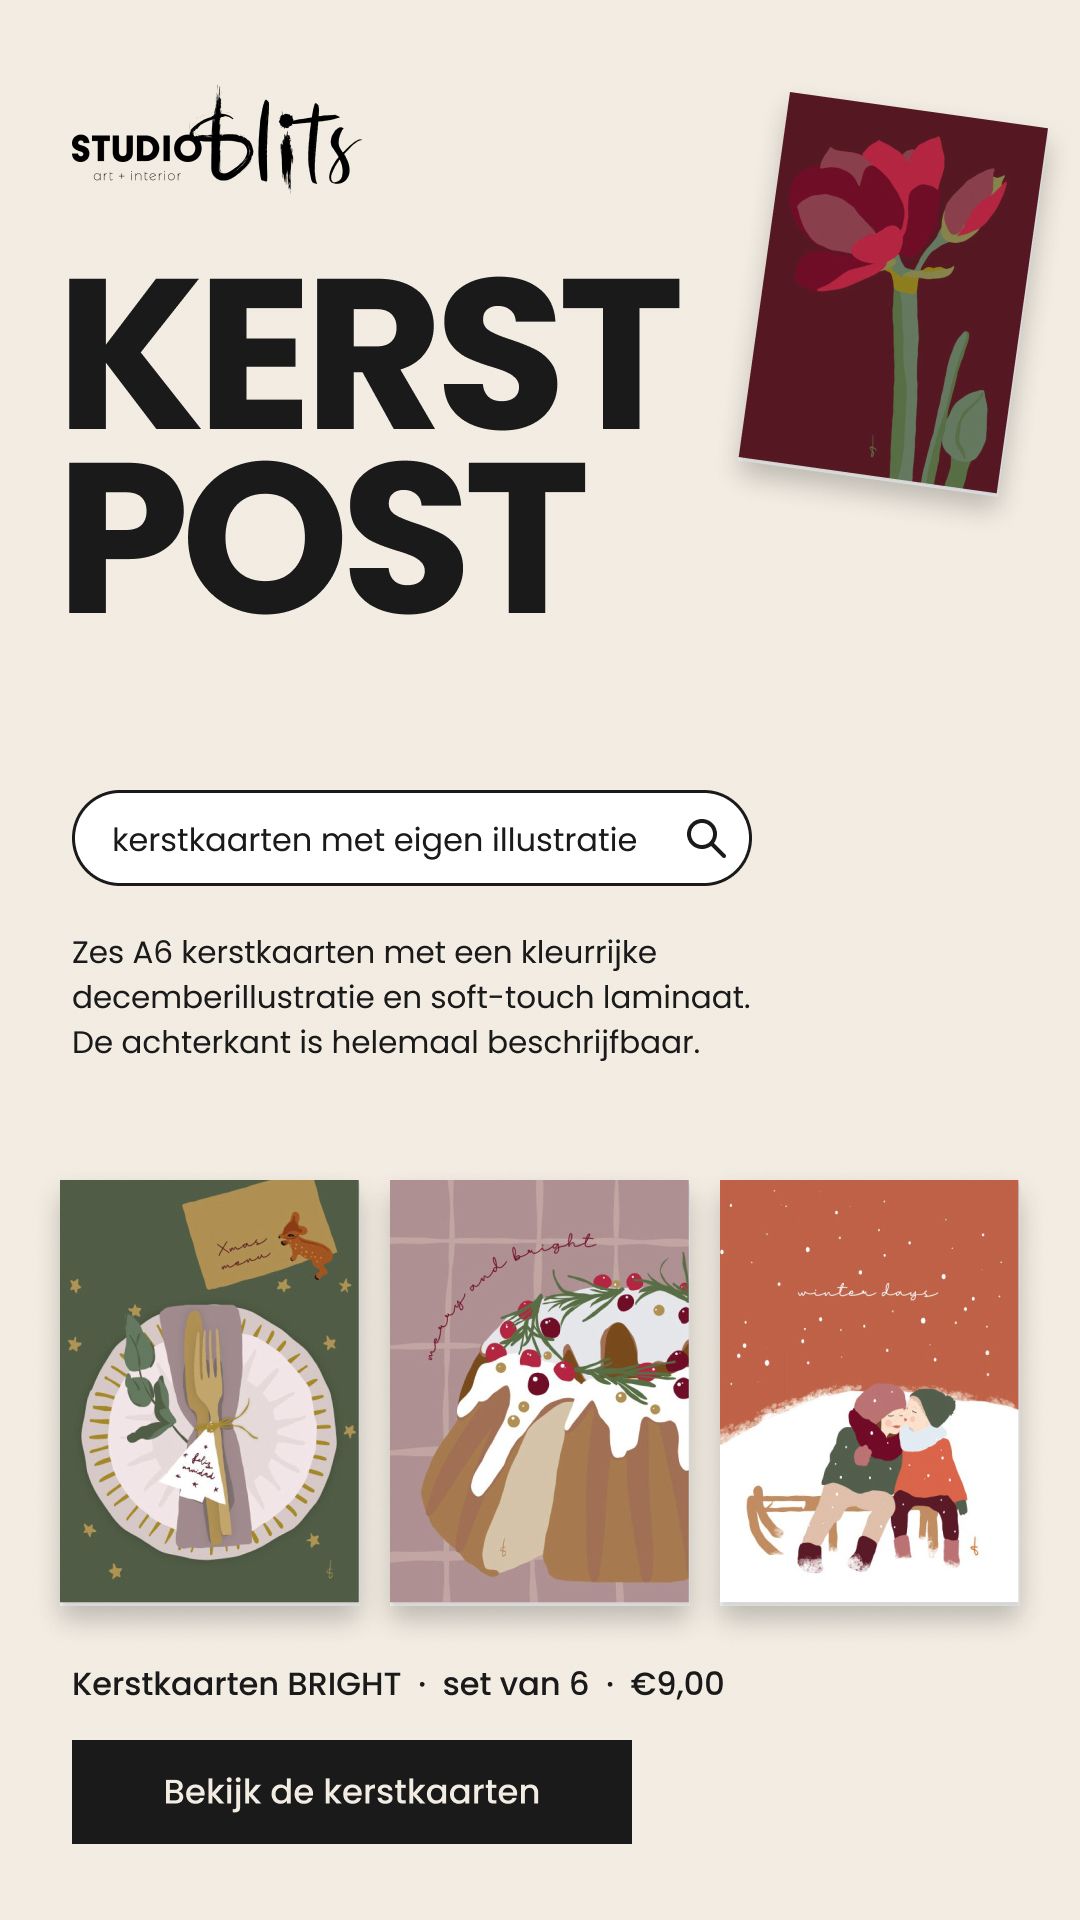 STUDIO blits
art + interior
KERST
POST
kerstkaarten met eigen illustratie
Zes A6 kerstkaarten met een kleurrijke
decemberillustratie en soft-touch laminaat.
De achterkant is helemaal beschrijfbaar.
Xmas
menu
feliz
navidad
merry and bright
winter days
Kerstkaarten BRIGHT · set van 6 · €9,00
Bekijk de kerstkaarten